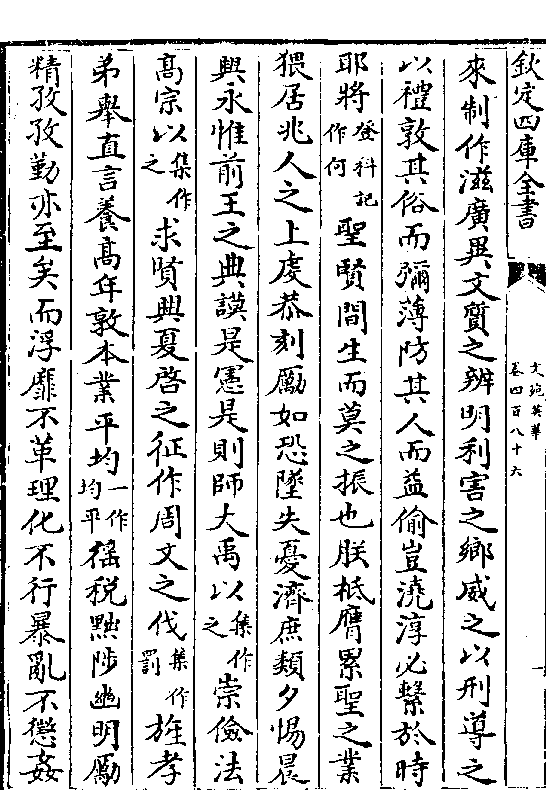 欽定四庫全書
文苑英華
卷四百八十六
來制作滋廣異文質之辨明利害之鄉威之以刑導之
以禮敦其俗而彌薄防其人而益偷豈澆淳必繫於時
耶將登科記作何聖賢間生而莫之振也朕祗膺累聖之業
猥居兆人之上虔恭刻勵如恐墜失憂濟庶類夕惕晨
興永惟前王之典謨是憲是則師大禹以集作之崇儉法
高宗以集作之求賢興夏啓之征作周文之伐集作罰旌孝
弟舉直言養高年敦本業平均一作均平徭税黜陟幽明勵
精孜孜勤亦至矣而浮靡不革理化不行暴亂不懲姦